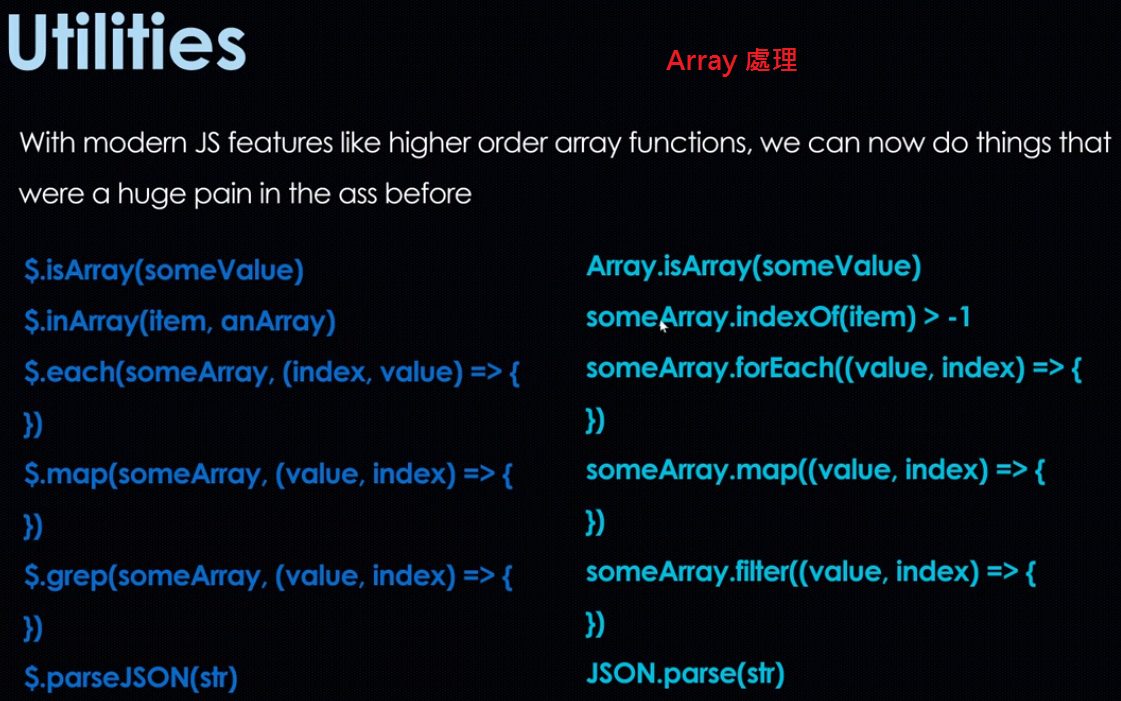 Utilities
Array 處理
With modern JS features like higher order array functions, we can now do things that
were a huge pain in the ass before
$.isArray(someValue)
$.inArray(item, anArray)
$.each(someArray, (index, value) => {
})
$.map(someArray, (value, index) => {
})
$.grep(someArray, (value, index) => {
})
$.parseJSON(str)
Array.isArray(someValue)
someArray.indexOf(item) > -1
someArray.forEach((value, index) => {
})
someArray.map((value, index) => {
})
someArray.filter((value, index) => {
})
JSON.parse(str)